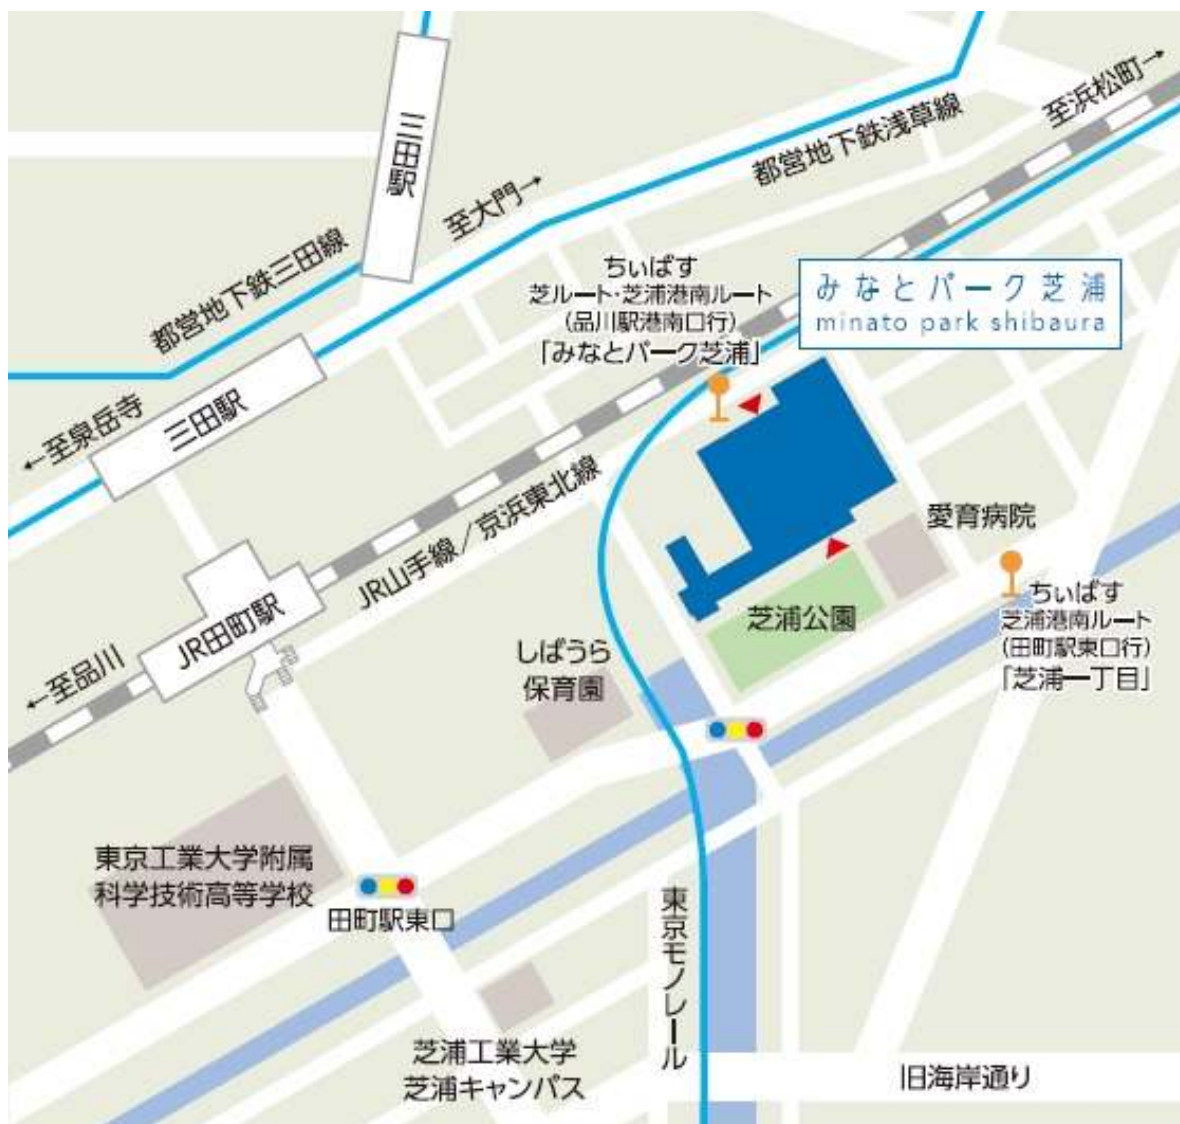 三田駅
至浜松町→
都営地下鉄浅草線
至大門→
都営地下鉄三田線
ちぃばす
芝ルート・芝浦港南ルート
(品川駅港南口行)
「みなとパーク芝浦」
みなとパーク芝浦
minato park shibaura
←至泉岳寺
三田駅
JR山手線/京浜東北線
愛育病院
ちぃばす
芝浦港南ルート
(田町駅東口行)
「芝浦一丁目」
芝浦公園
JR田町駅
←至品川
しばうら
保育園
東京工業大学附属
科学技術高等学校
田町駅東口
東京モノレール
芝浦工業大学
芝浦キャンパス
旧海岸通り